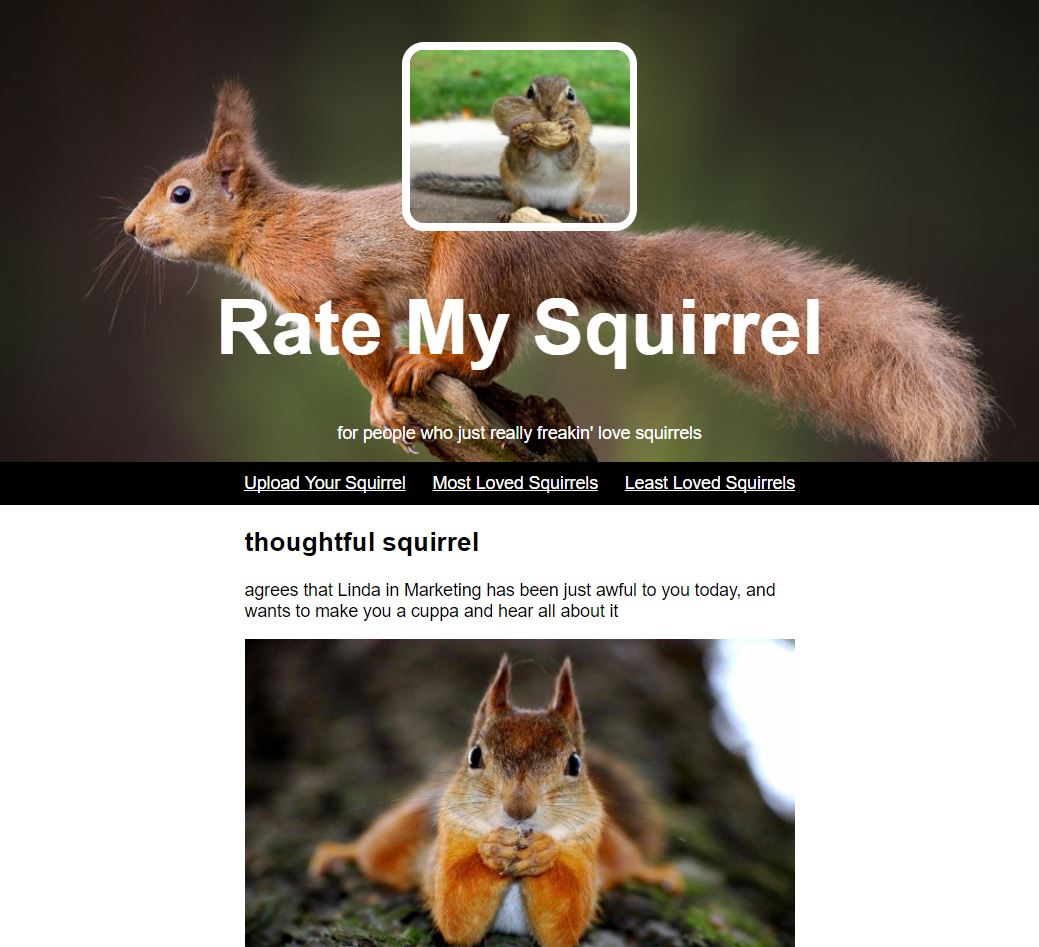 Rate My Squirrel
for people who just really freakin' love squirrels
Upload Your Squirrel Most Loved Squirrels Least Loved Squirrels
thoughtful squirrel
agrees that Linda in Marketing has been just awful to you today, and
wants to make you a cuppa and hear all about it